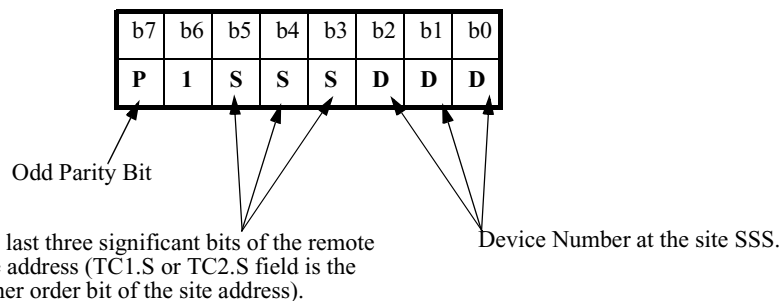 b7 b6 b5 b4 b3 b2 b1 b0
P 1 S S S D D D
Odd Parity Bit
last three significant bits of the remote
Device Number at the site SSS.
address (TC1.S or TC2.S field is the
order bit of the site address).